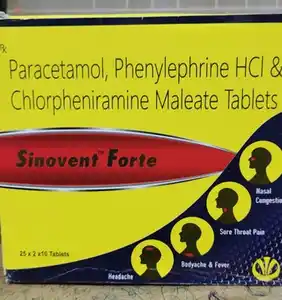 Rx
Paracetamol, Phenylephrine HCl &
Chlorpheniramine Maleate Tablets
Sinovent™ Forte
Nasal
Congestion
25 x 2 x10 Tablets
Sore Throat Pain
Bodyache & Fever
Headache